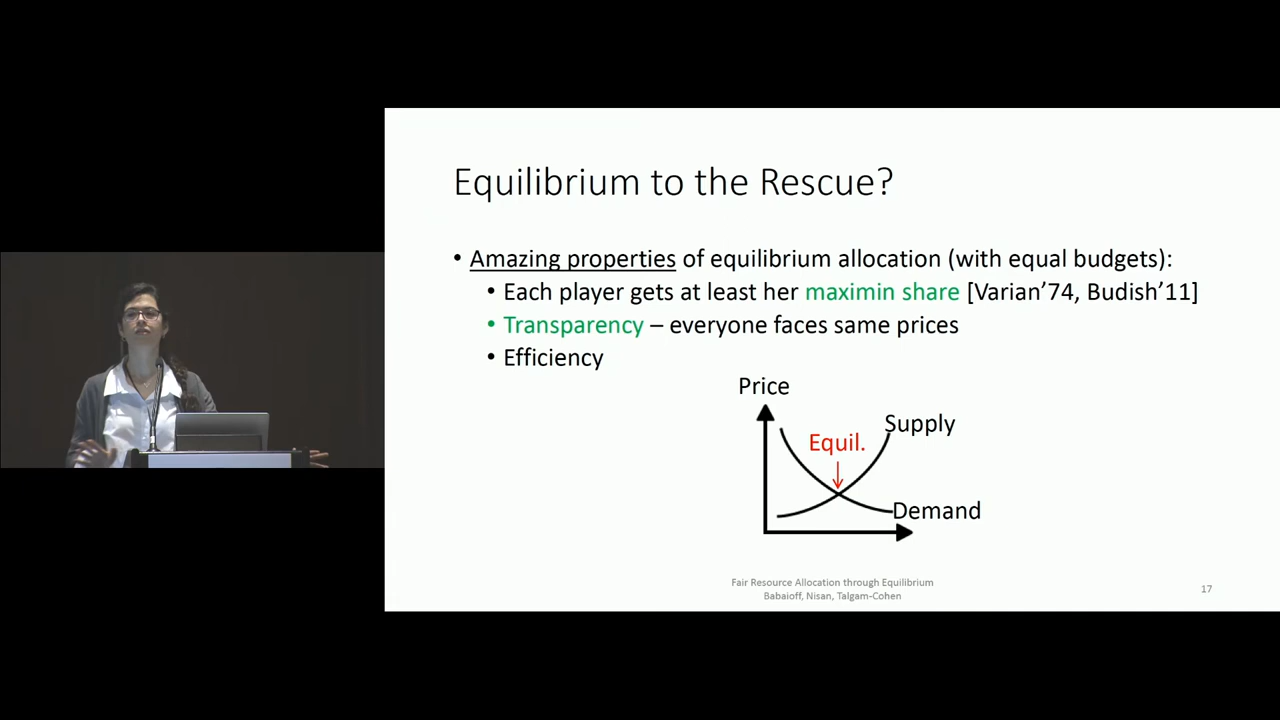 Equilibrium to the Rescue?
• Amazing properties of equilibrium allocation (with equal budgets):
• Each player gets at least her maximin share [Varian’74, Budish’11]
• Transparency – everyone faces same prices
• Efficiency
Price
Supply
Equil.
Demand
Fair Resource Allocation through Equilibrium
Babaioff, Nisan, Talgam-Cohen
17